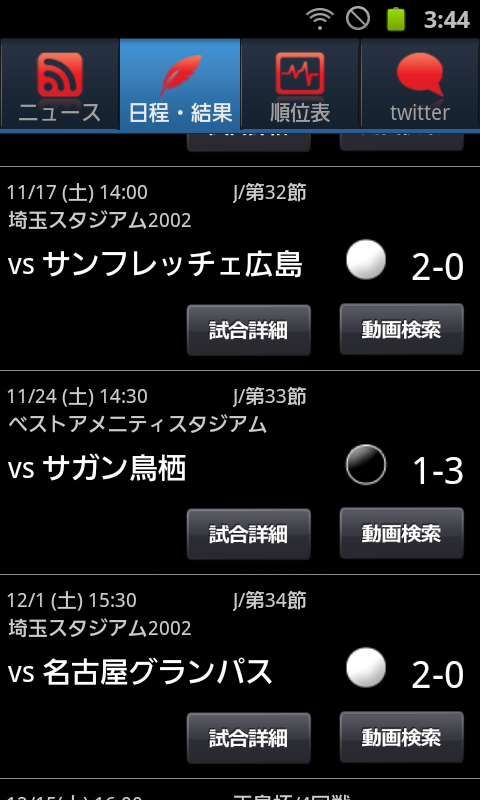 3:44
ニュース 日程・結果 順位表 twitter
11/17 (土) 14:00 J/第32節
埼玉スタジアム2002
vs サンフレッチェ広島 2-0
試合詳細 動画検索
11/24 (土) 14:30 J/第33節
ベストアメニティスタジアム
vs サガン鳥栖 1-3
試合詳細 動画検索
12/1 (土) 15:30 J/第34節
埼玉スタジアム2002
vs 名古屋グランパス 2-0
試合詳細 動画検索